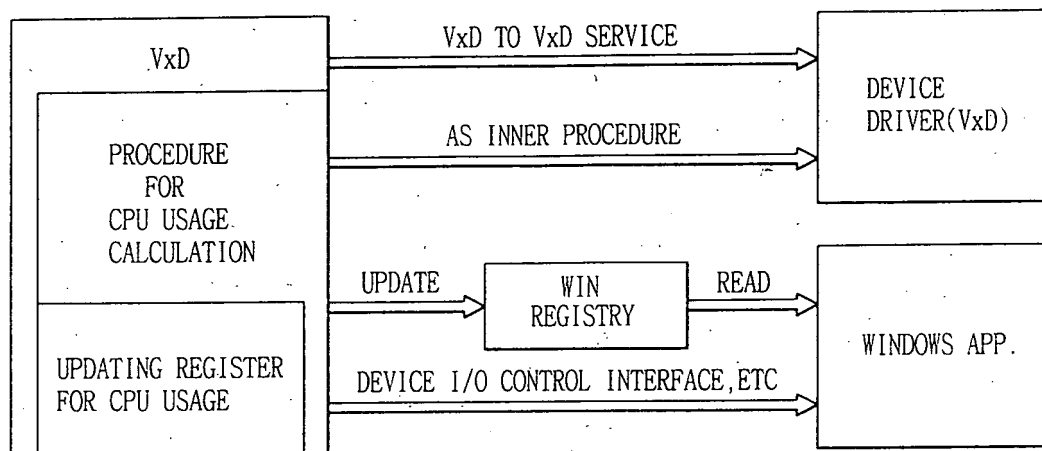 VxD
PROCEDURE
FOR
CPU USAGE
CALCULATION
UPDATING REGISTER
FOR CPU USAGE
VxD TO VxD SERVICE
AS INNER PROCEDURE
UPDATE
WIN
REGISTRY
READ
DEVICE I/O CONTROL INTERFACE,ETC
DEVICE
DRIVER(VxD)
WINDOWS APP.